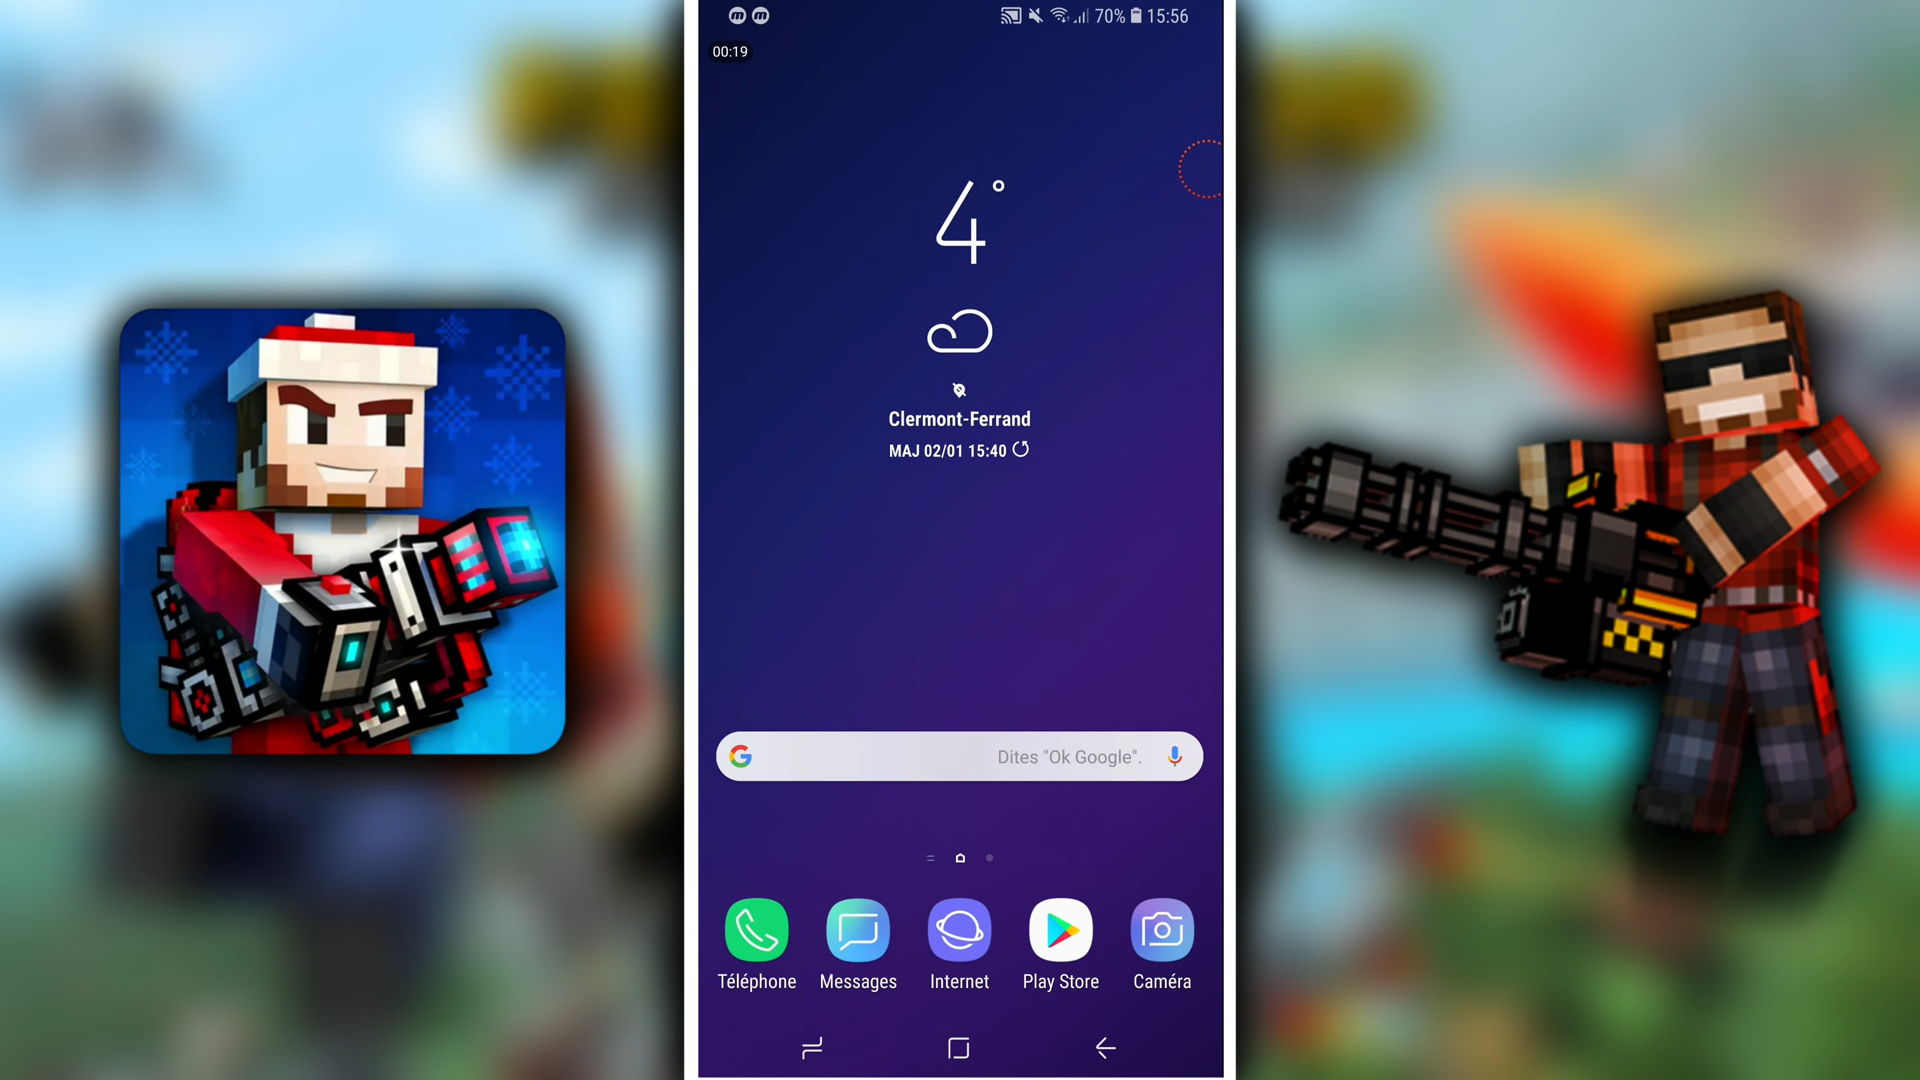 70% 15:56
00:19
4°
Clermont-Ferrand
MAJ 02/01 15:40
Dites "Ok Google".
Téléphone Messages Internet Play Store Caméra